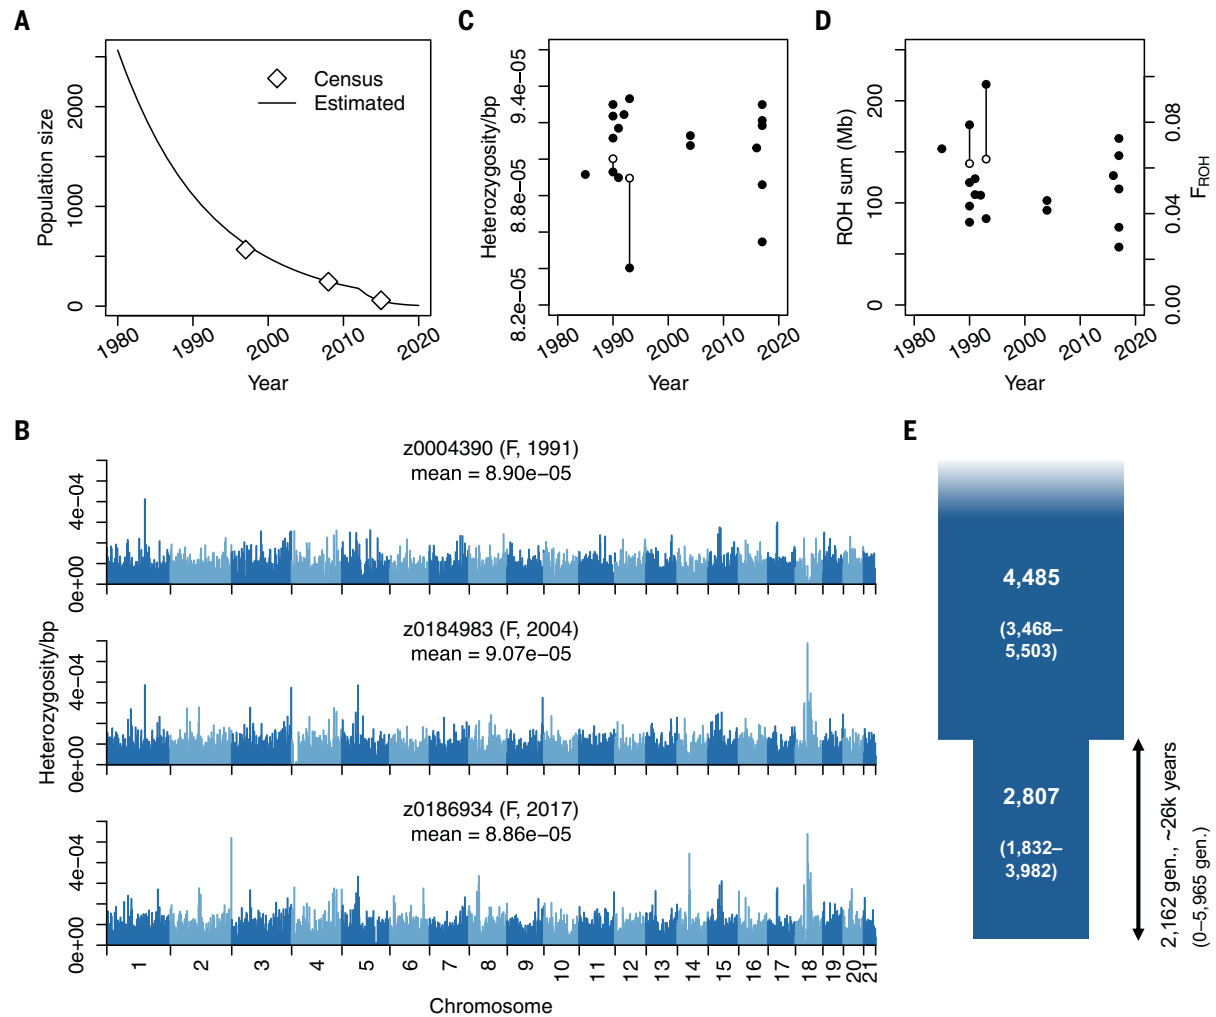 A
Population size
0
1000
2000
Census
Estimated
1980
1990
2000
2010
2020
Year
C
Heterozygosity/bp
8.2e−05
8.8e−05
9.4e−05
1980
1990
2000
2010
2020
Year
D
ROH sum (Mb)
0
100
200
F_ROH
0.00
0.04
0.08
1980
1990
2000
2010
2020
Year
B
Heterozygosity/bp
z0004390 (F, 1991)
mean = 8.90e−05
0e+00
4e−04
z0184983 (F, 2004)
mean = 9.07e−05
0e+00
4e−04
z0186934 (F, 2017)
mean = 8.86e−05
0e+00
4e−04
1
2
3
4
5
6
7
8
9
10
11
12
13
14
15
16
17
18
19
20
21
Chromosome
E
4,485
(3,468–
5,503)
2,807
(1,832–
3,982)
2,162 gen., ~26k years
(0–5,965 gen.)